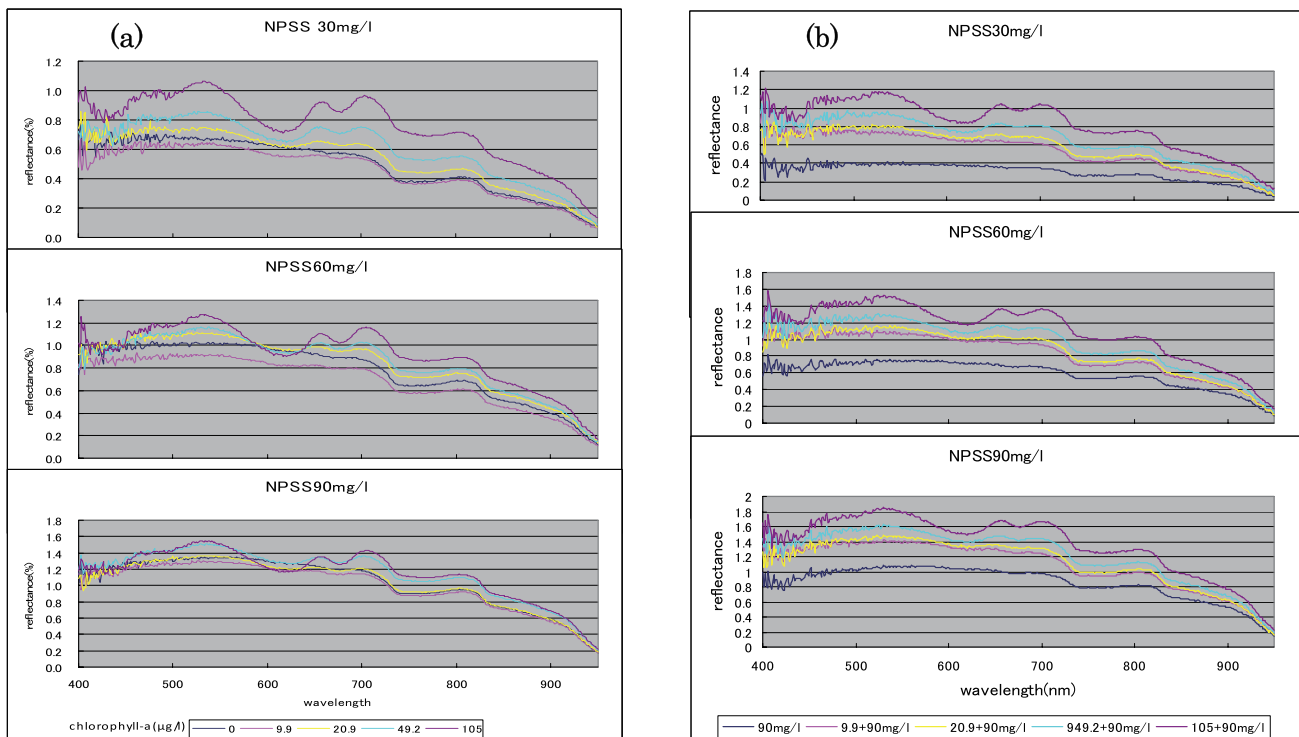 (a)
NPSS 30mg/l
1.2
1.0
0.8
0.6
0.4
0.2
0.0
reflectance(%)
NPSS60mg/l
1.4
1.2
1.0
0.8
0.6
0.4
0.2
0.0
reflectance(%)
NPSS90mg/l
1.8
1.6
1.4
1.2
1.0
0.8
0.6
0.4
0.2
0.0
reflectance(%)
400 500 600 700 800 900
wavelength
chlorophyll-a(μg/l) 0 9.9 20.9 49.2 105
(b)
NPSS30mg/l
1.4
1.2
1
0.8
0.6
0.4
0.2
0
reflectance
NPSS60mg/l
1.8
1.6
1.4
1.2
1
0.8
0.6
0.4
0.2
0
reflectance
NPSS90mg/l
2
1.8
1.6
1.4
1.2
1
0.8
0.6
0.4
0.2
0
reflectance
400 500 600 700 800 900
wavelength(nm)
90mg/l 9.9+90mg/l 20.9+90mg/l 949.2+90mg/l 105+90mg/l